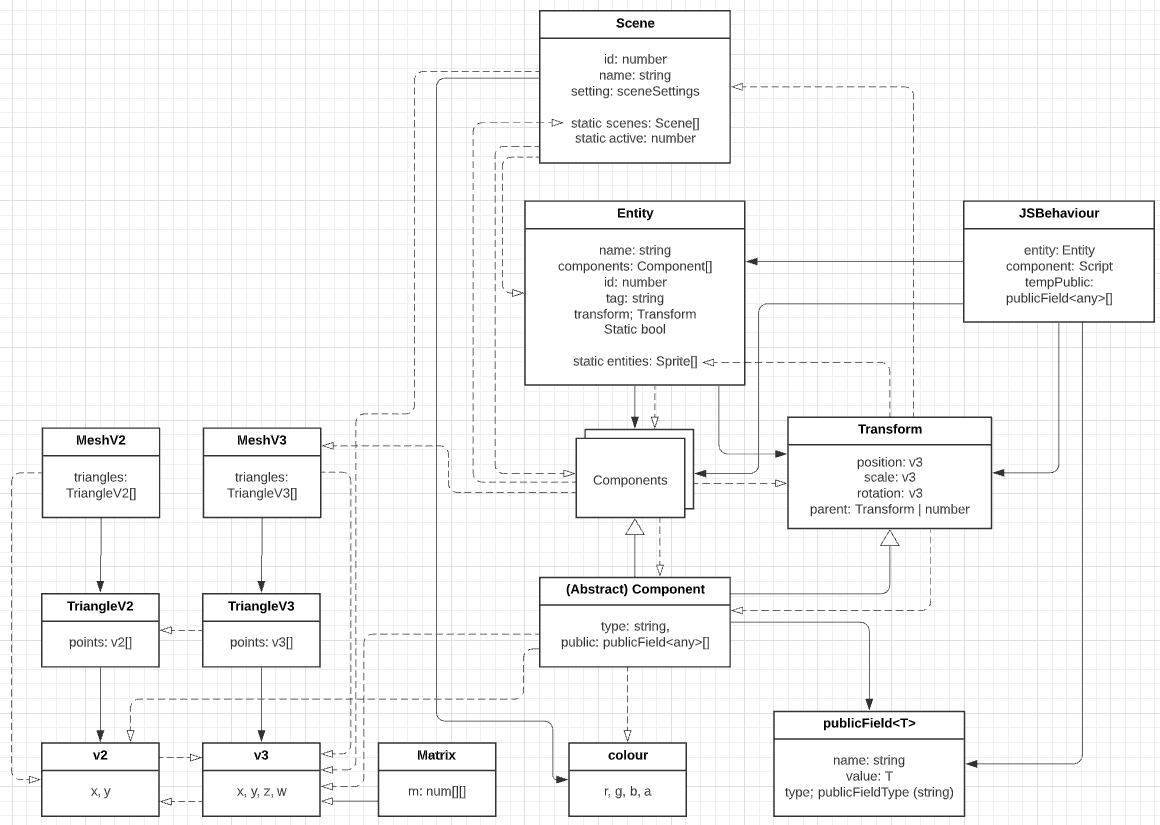 Scene
id: number
name: string
setting: sceneSettings
static scenes: Scene[]
static active: number
Entity
name: string
components: Component[]
id: number
tag: string
transform; Transform
Static bool
static entities: Sprite[]
JSBehaviour
entity: Entity
component: Script
tempPublic:
publicField<any>[]
MeshV2
triangles:
TriangleV2[]
MeshV3
triangles:
TriangleV3[]
Components
Transform
position: v3
scale: v3
rotation: v3
parent: Transform | number
TriangleV2
points: v2[]
TriangleV3
points: v3[]
(Abstract) Component
type: string,
public: publicField<any>[]
v2
x, y
v3
x, y, z, w
Matrix
m: num[][]
colour
r, g, b, a
publicField<T>
name: string
value: T
type; publicFieldType (string)